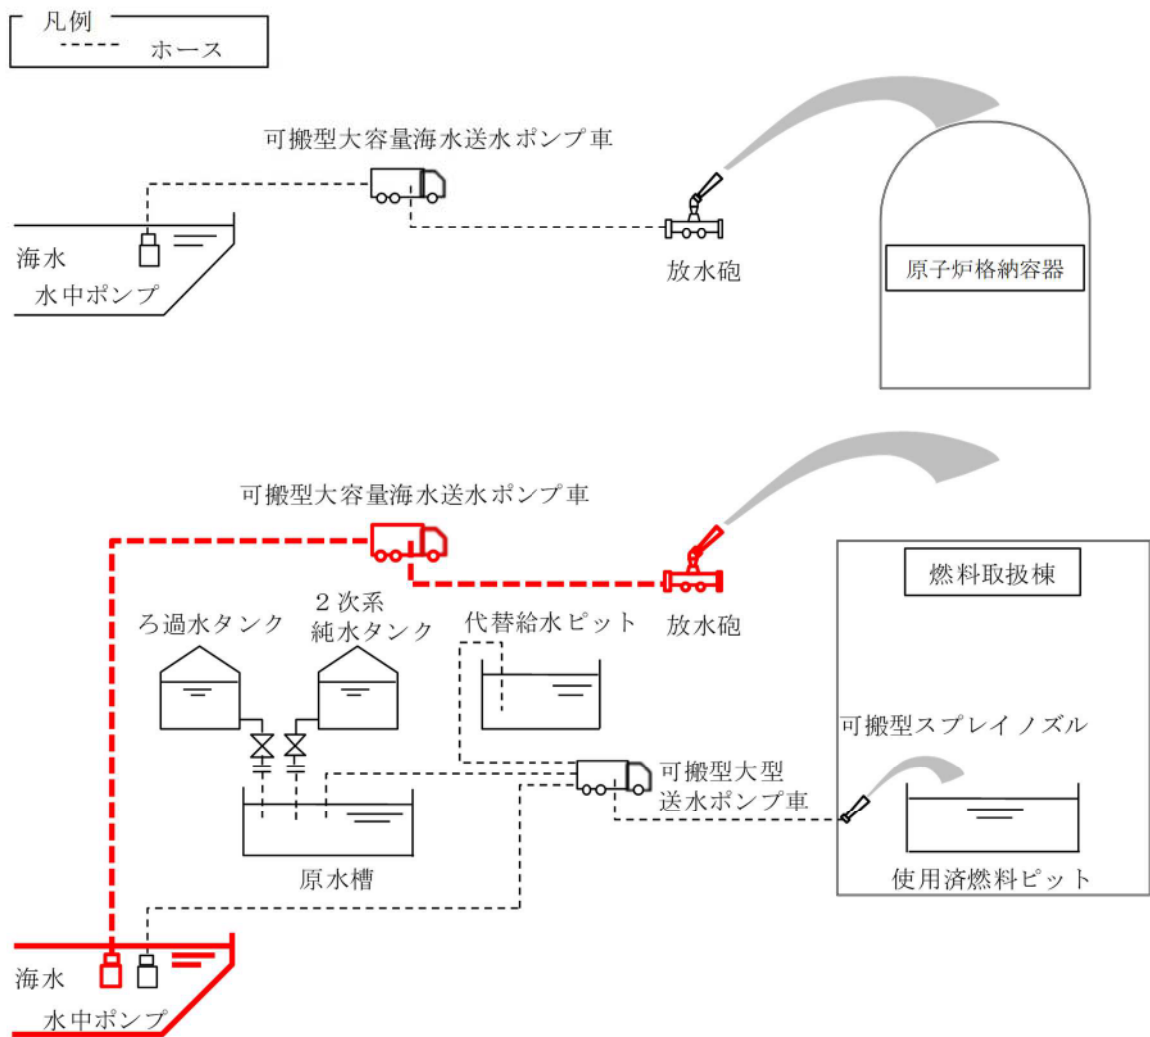 凡例
ホース
可搬型大容量海水送水ポンプ車
海水
水中ポンプ
放水砲
原子炉格納容器
可搬型大容量海水送水ポンプ車
燃料取扱棟
ろ過水タンク
２次系
純水タンク
代替給水ピット
放水砲
可搬型スプレイノズル
可搬型大型
送水ポンプ車
原水槽
使用済燃料ピット
海水
水中ポンプ